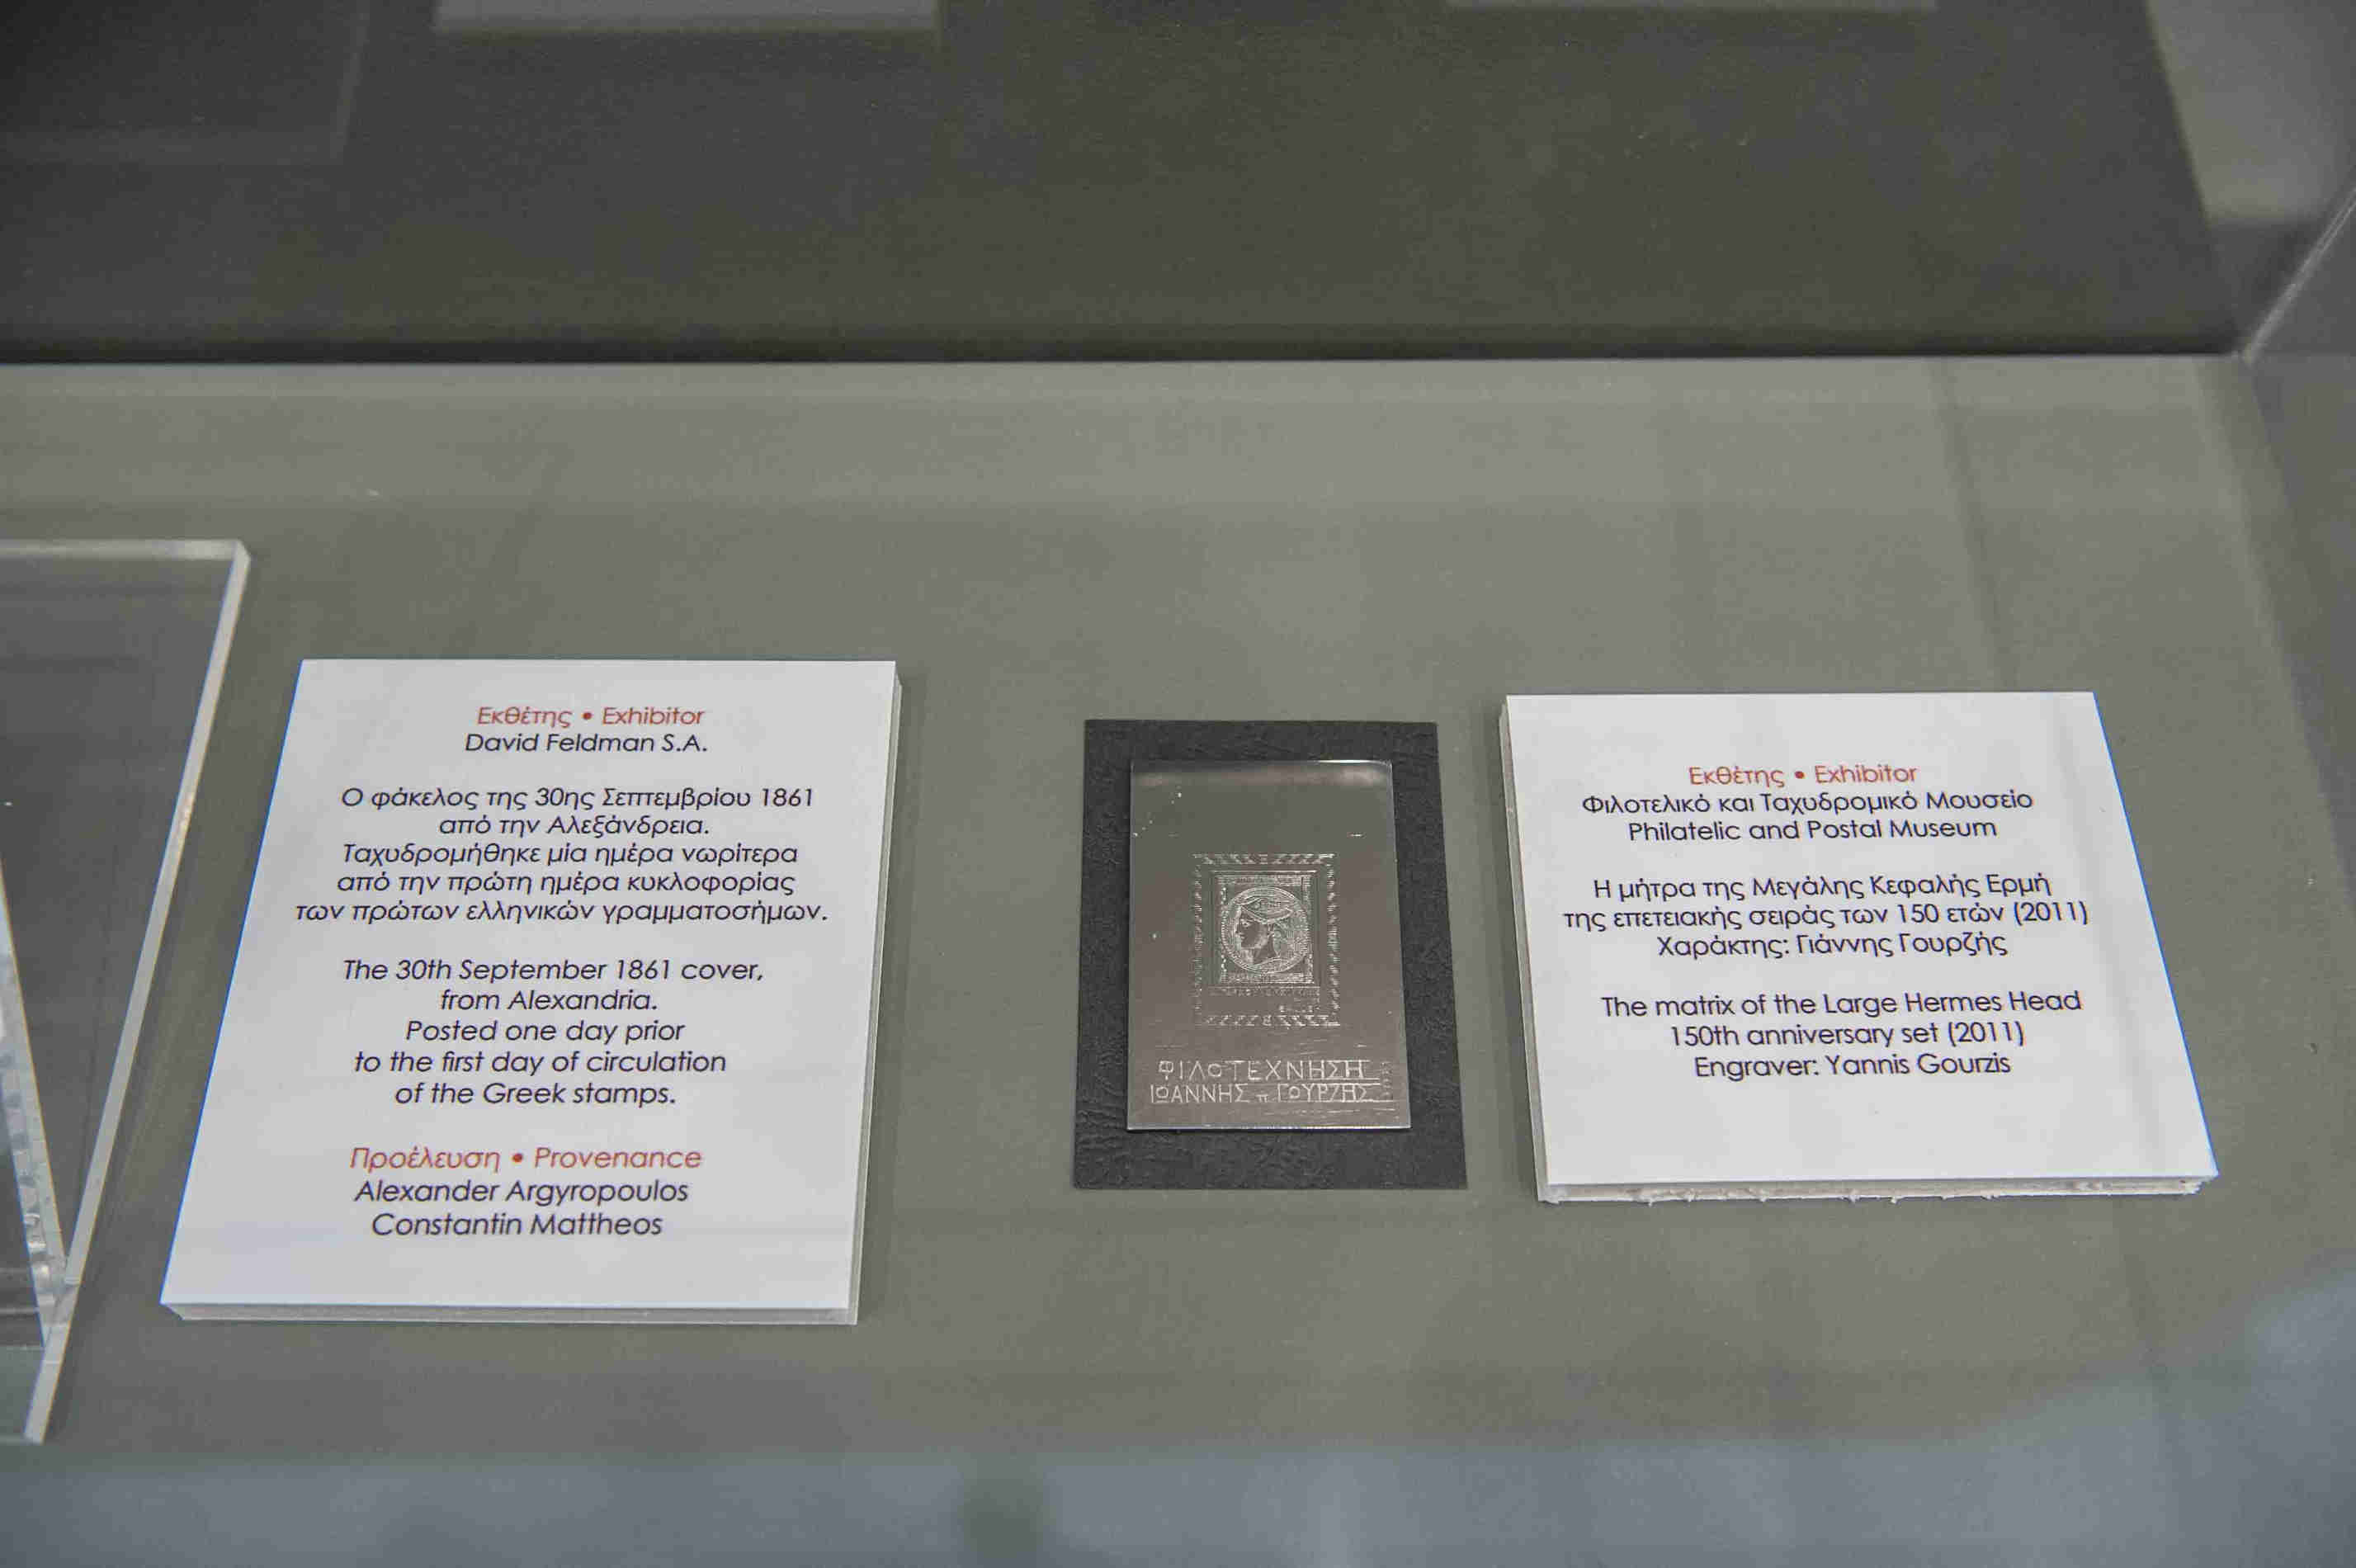 Εκθέτης • Exhibitor
David Feldman S.A.
Ο φάκελος της 30ης Σεπτεμβρίου 1861
από την Αλεξάνδρεια.
Ταχυδρομήθηκε μία ημέρα νωρίτερα
από την πρώτη ημέρα κυκλοφορίας
των πρώτων ελληνικών γραμματοσήμων.
The 30th September 1861 cover,
from Alexandria.
Posted one day prior
to the first day of circulation
of the Greek stamps.
Προέλευση • Provenance
Alexander Argyropoulos
Constantin Mattheos
ΦΙΛΟΤΕΧΝΗΣΗ
ΙΩΑΝΝΗΣ π ΓΟΥΡΖΗΣ
Εκθέτης • Exhibitor
Φιλοτελικό και Ταχυδρομικό Μουσείο
Philatelic and Postal Museum
Η μήτρα της Μεγάλης Κεφαλής Ερμή
της επετειακής σειράς των 150 ετών (2011)
Χαράκτης: Γιάννης Γουρζής
The matrix of the Large Hermes Head
150th anniversary set (2011)
Engraver: Yannis Gourzis